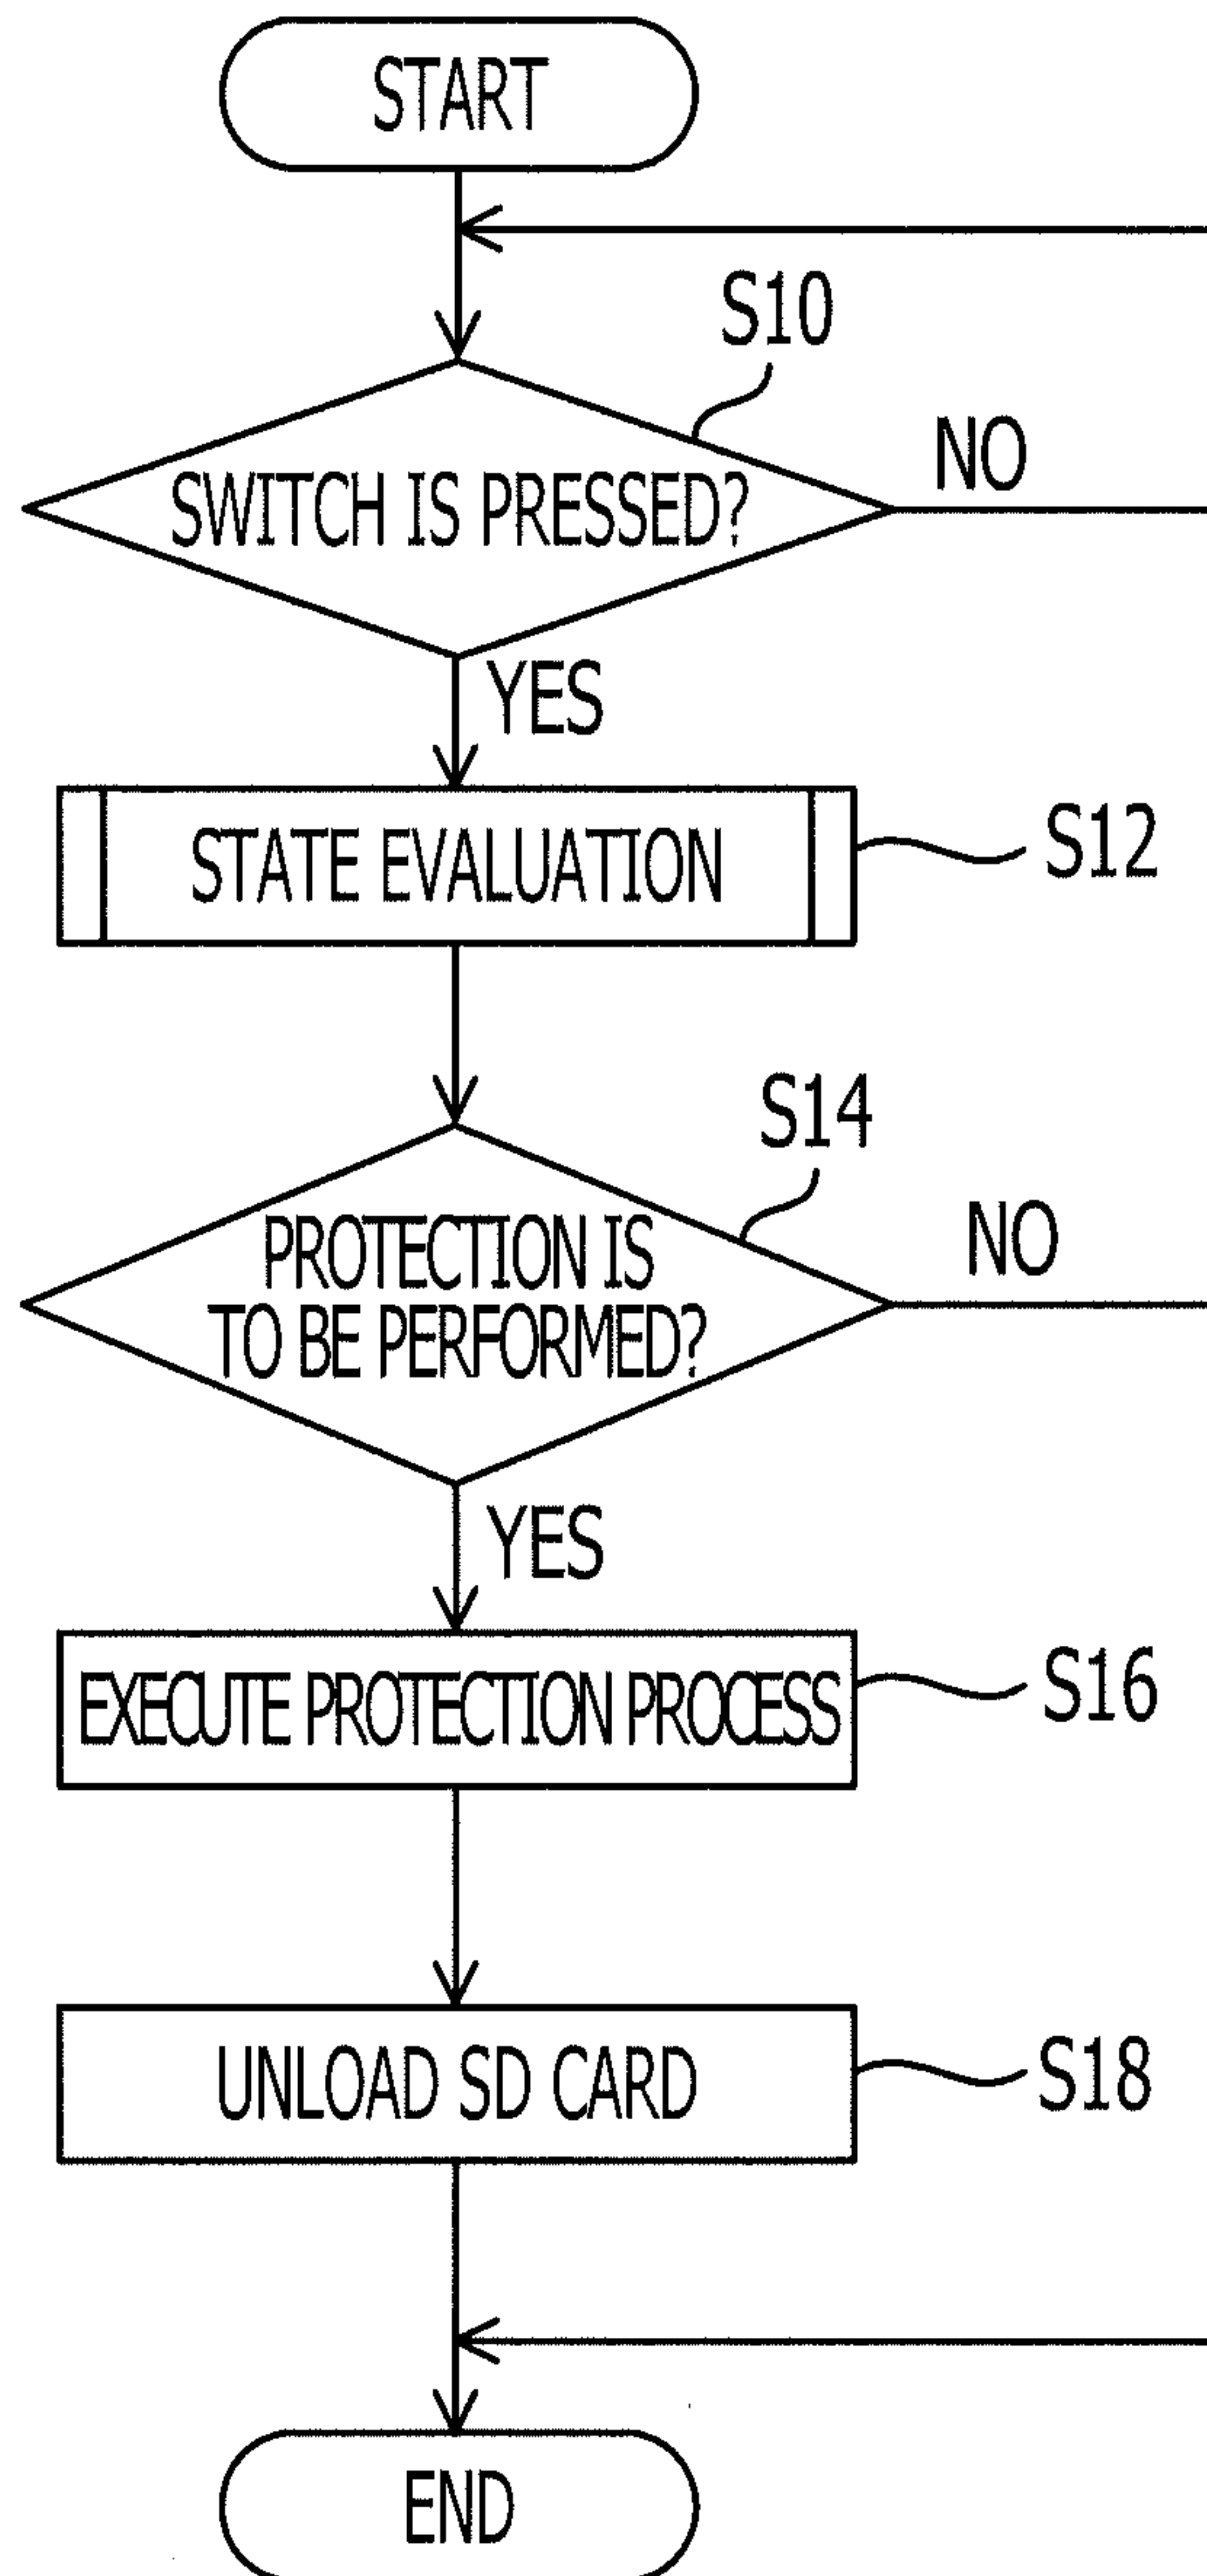 START
S10
SWITCH IS PRESSED?
NO
YES
STATE EVALUATION
S12
S14
PROTECTION IS
TO BE PERFORMED?
NO
YES
EXECUTE PROTECTION PROCESS
S16
UNLOAD SD CARD
S18
END